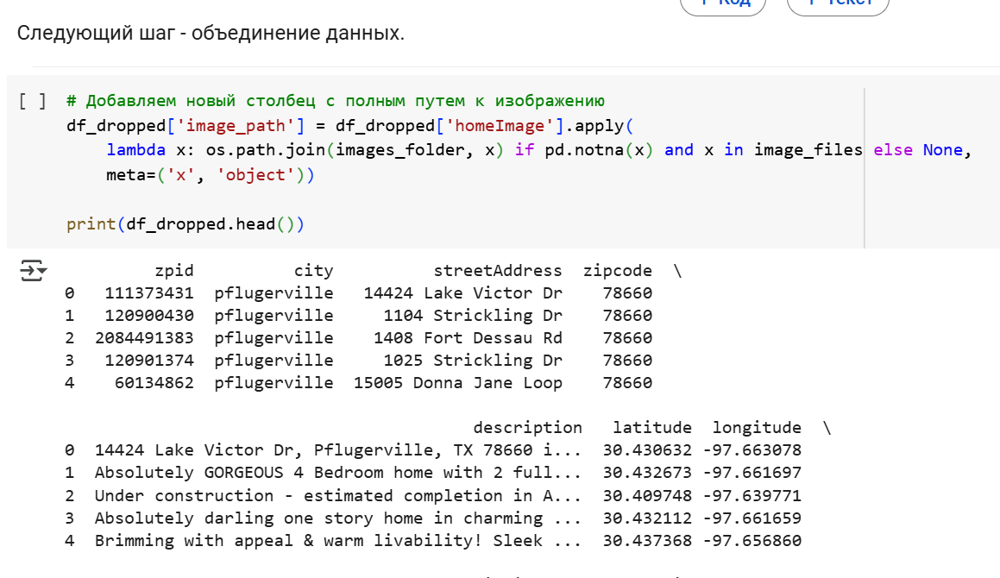 + Код + Текст
Следующий шаг - объединение данных.
[ ] # Добавляем новый столбец с полным путем к изображению
df_dropped['image_path'] = df_dropped['homeImage'].apply(
    lambda x: os.path.join(images_folder, x) if pd.notna(x) and x in image_files else None,
    meta=('x', 'object'))
print(df_dropped.head())
zpid city streetAddress zipcode \
0 111373431 pflugerville 14424 Lake Victor Dr 78660
1 120900430 pflugerville 1104 Strickling Dr 78660
2 2084491383 pflugerville 1408 Fort Dessau Rd 78660
3 120901374 pflugerville 1025 Strickling Dr 78660
4 60134862 pflugerville 15005 Donna Jane Loop 78660
description latitude longitude \
0 14424 Lake Victor Dr, Pflugerville, TX 78660 i... 30.430632 -97.663078
1 Absolutely GORGEOUS 4 Bedroom home with 2 full... 30.432673 -97.661697
2 Under construction - estimated completion in A... 30.409748 -97.639771
3 Absolutely darling one story home in charming ... 30.432112 -97.661659
4 Brimming with appeal & warm livability! Sleek ... 30.437368 -97.656860